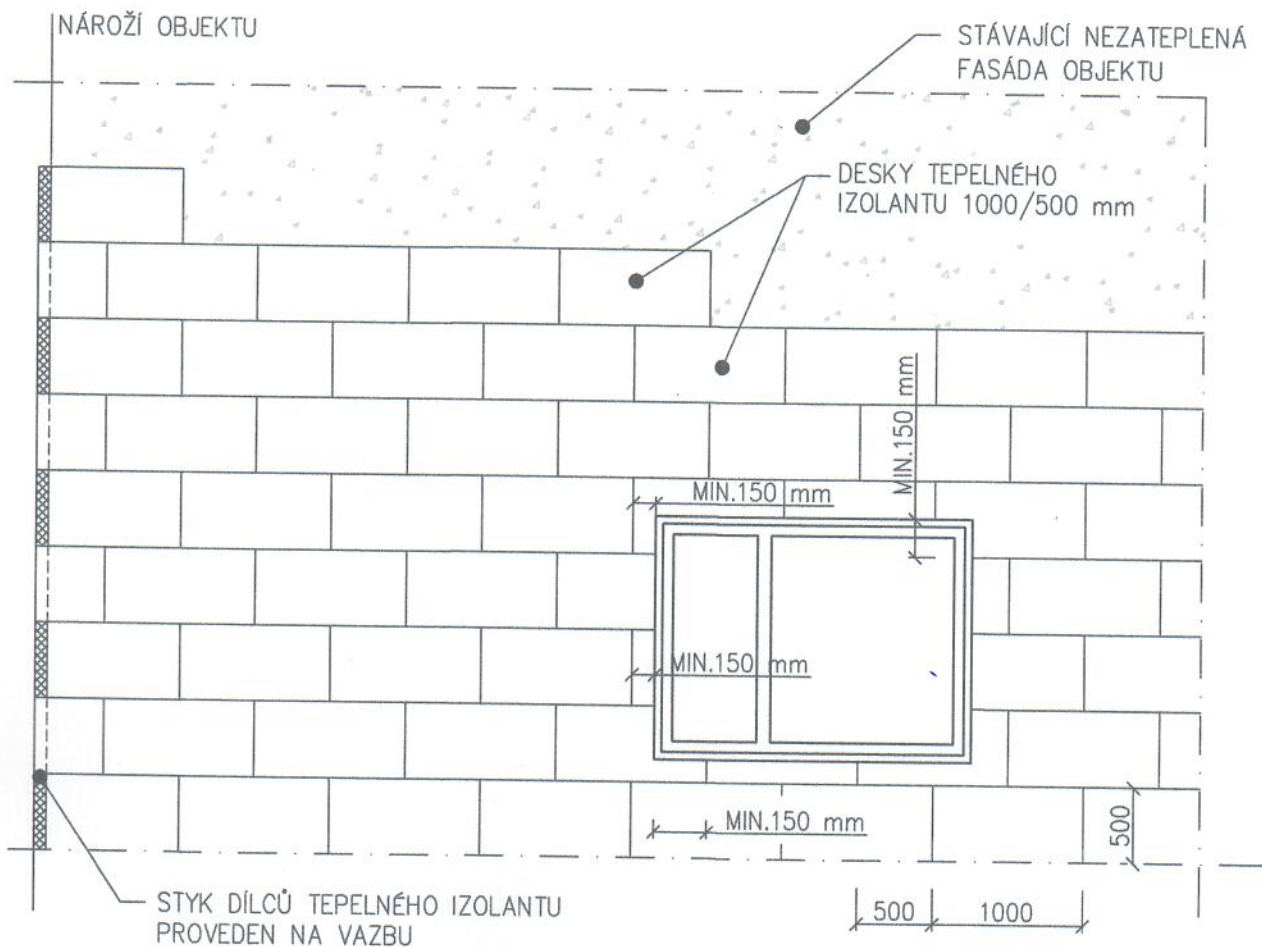 NÁROŽÍ OBJEKTU
STÁVAJÍCÍ NEZATEPLENÁ
FASÁDA OBJEKTU
DESKY TEPELNÉHO
IZOLANTU 1000/500 mm
MIN.150 mm
MIN.150 mm
MIN.150 mm
MIN.150 mm
500
STYK DÍLCŮ TEPELNÉHO IZOLANTU
PROVEDEN NA VAZBU
500
1000